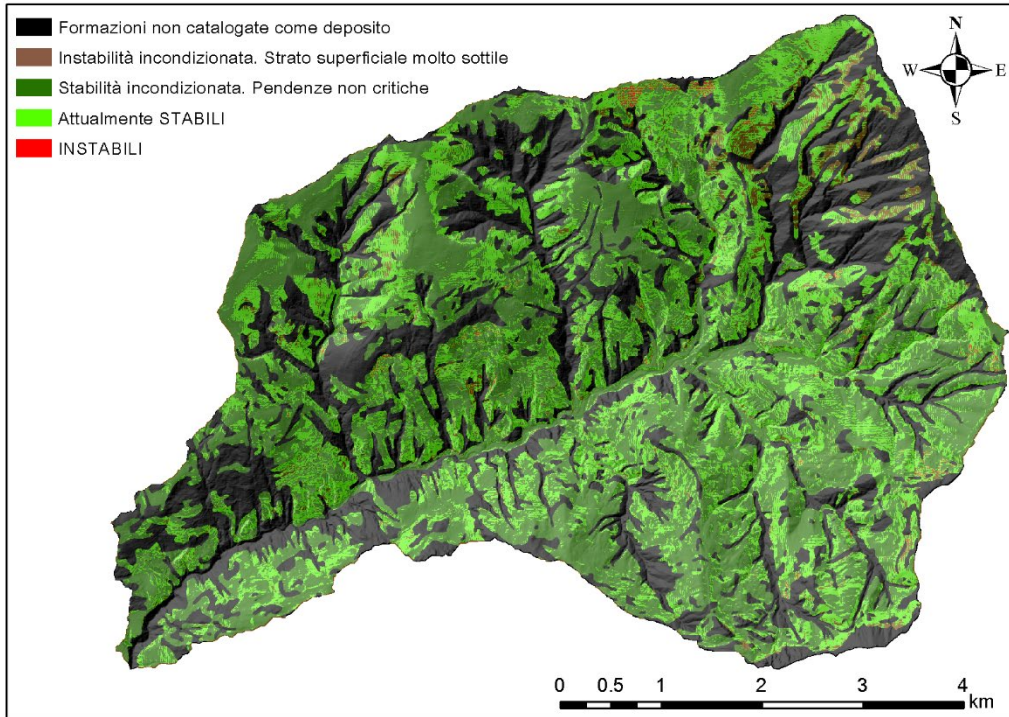 Formazioni non catalogate come deposito
Instabilità incondizionata. Strato superficiale molto sottile
Stabilità incondizionata. Pendenze non critiche
Attualmente STABILI
INSTABILI
N
W E
S
0 0.5 1 2 3 4
km